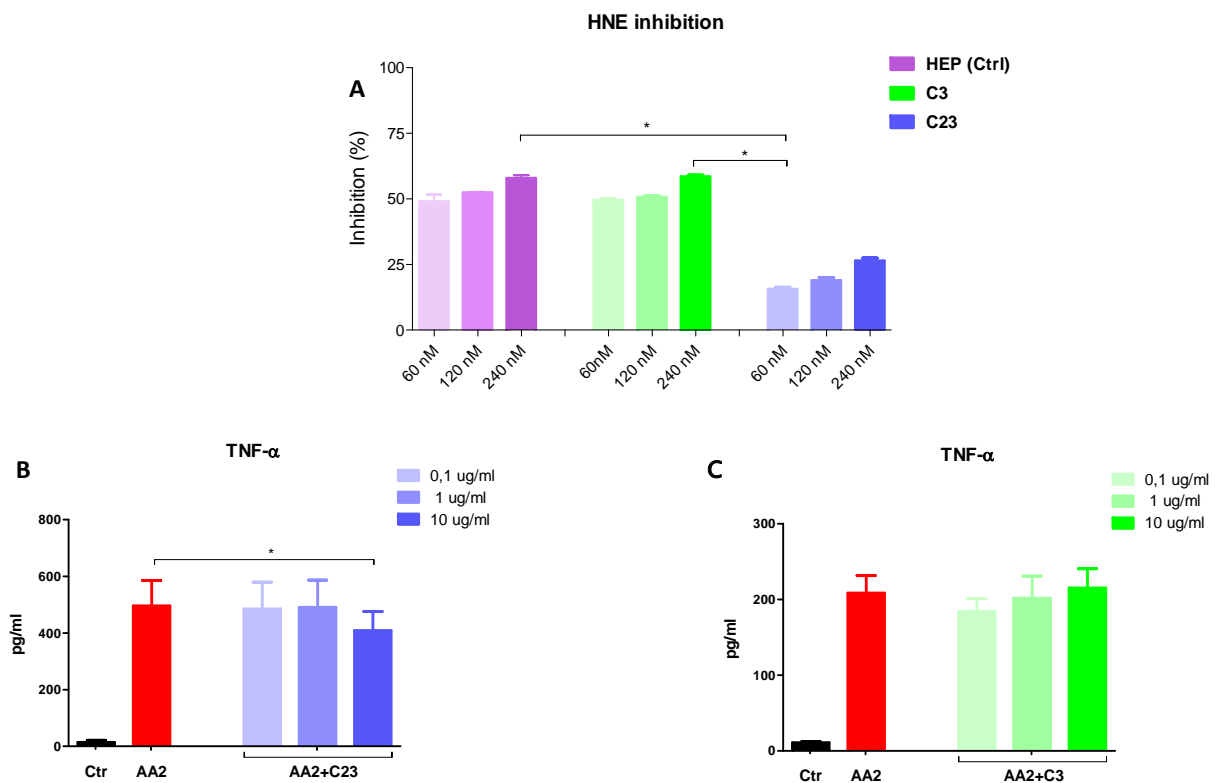 HNE inhibition
A
HEP (Ctrl)
C3
C23
Inhibition (%)
100
75
50
25
0
*
*
60 nM
120 nM
240 nM
60nM
120 nM
240 nM
60 nM
120 nM
240 nM
B
TNF-α
0,1 ug/ml
1 ug/ml
10 ug/ml
pg/ml
800
600
400
200
0
*
Ctr
AA2
AA2+C23
C
TNF-α
0,1 ug/ml
1 ug/ml
10 ug/ml
pg/ml
300
200
100
0
Ctr
AA2
AA2+C3